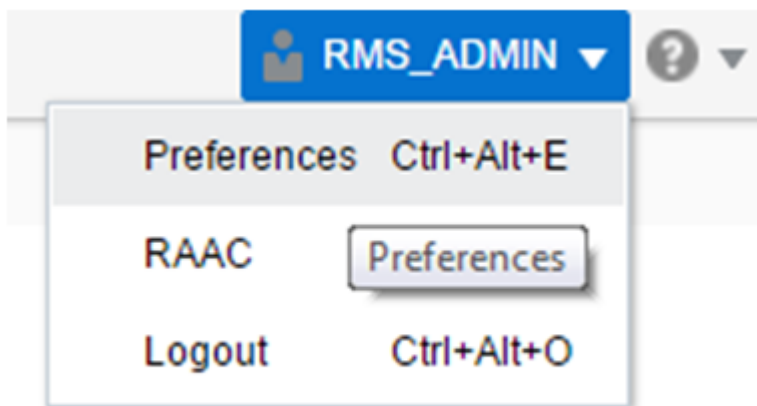 RMS_ADMIN ?
Preferences Ctrl+Alt+E
RAAC
Preferences
Logout Ctrl+Alt+O